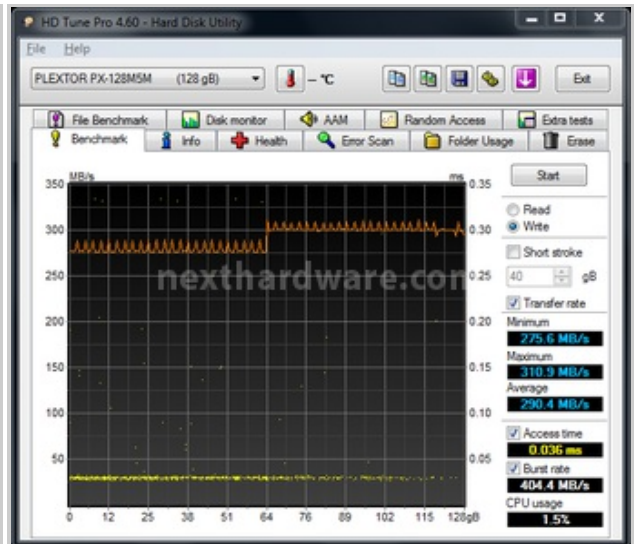 HD Tune Pro 4.60 - Hard Disk Utility
File Help
PLEXTOR PX-128M5M (128 gB)
– °C
Exit
File Benchmark Disk monitor AAM Random Access Extra tests
Benchmark Info Health Error Scan Folder Usage Erase
MB/s ms
350 0.35
300 0.30
250 0.25
200 0.20
150 0.15
100 0.10
50 0.05
0 12 25 38 51 64 76 89 102 115 128gB
nexthardware.com
Start
Read
Write
Short stroke
40 gB
Transfer rate
Minimum
275.6 MB/s
Maximum
310.9 MB/s
Average
290.4 MB/s
Access time
0.036 ms
Burst rate
404.4 MB/s
CPU usage
1.5%